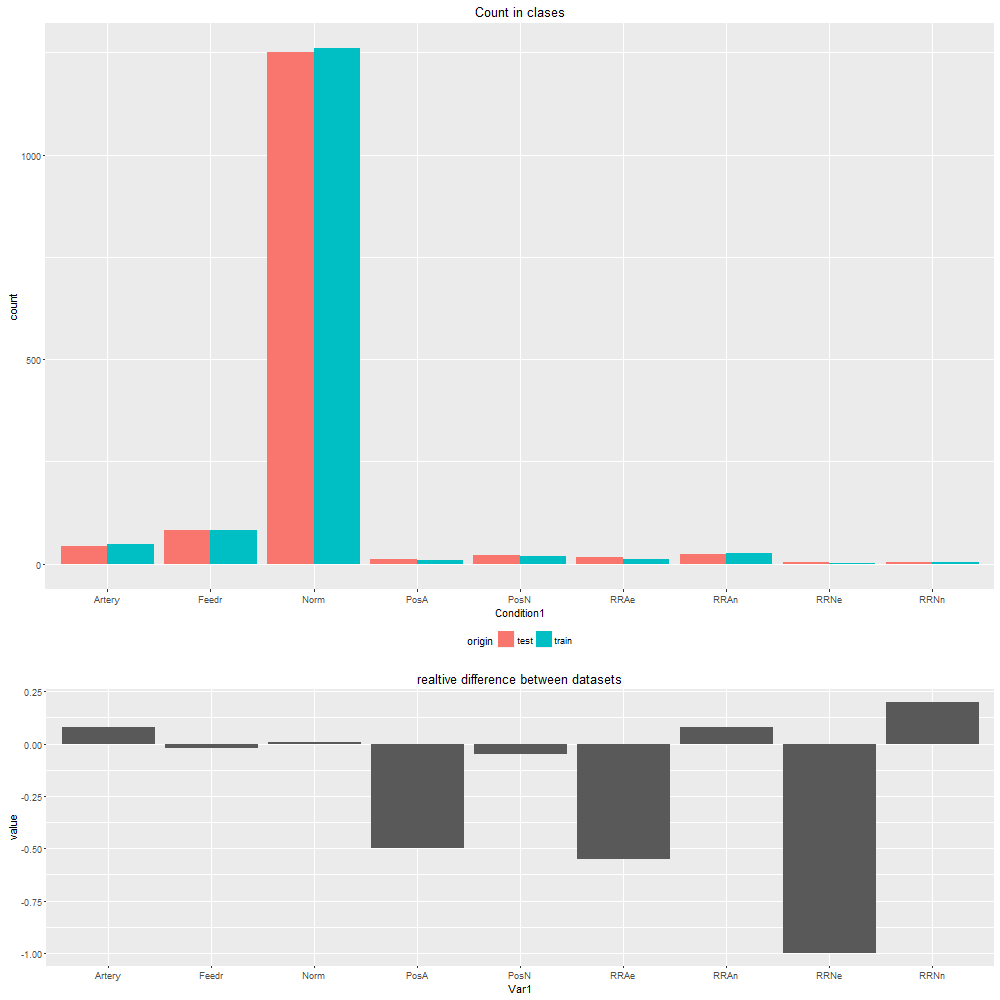 Count in clases
count
1000
500
0
Artery Feedr Norm PosA PosN RRAe RRAn RRNe RRNn
Condition1
origin test train
realtive difference between datasets
value
0.25
0.00
-0.25
-0.50
-0.75
-1.00
Artery Feedr Norm PosA PosN RRAe RRAn RRNe RRNn
Var1